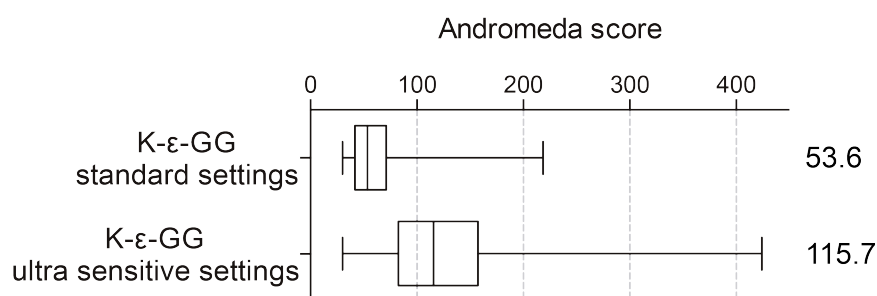 Andromeda score
0 100 200 300 400
K-ε-GG
standard settings
53.6
K-ε-GG
ultra sensitive settings
115.7